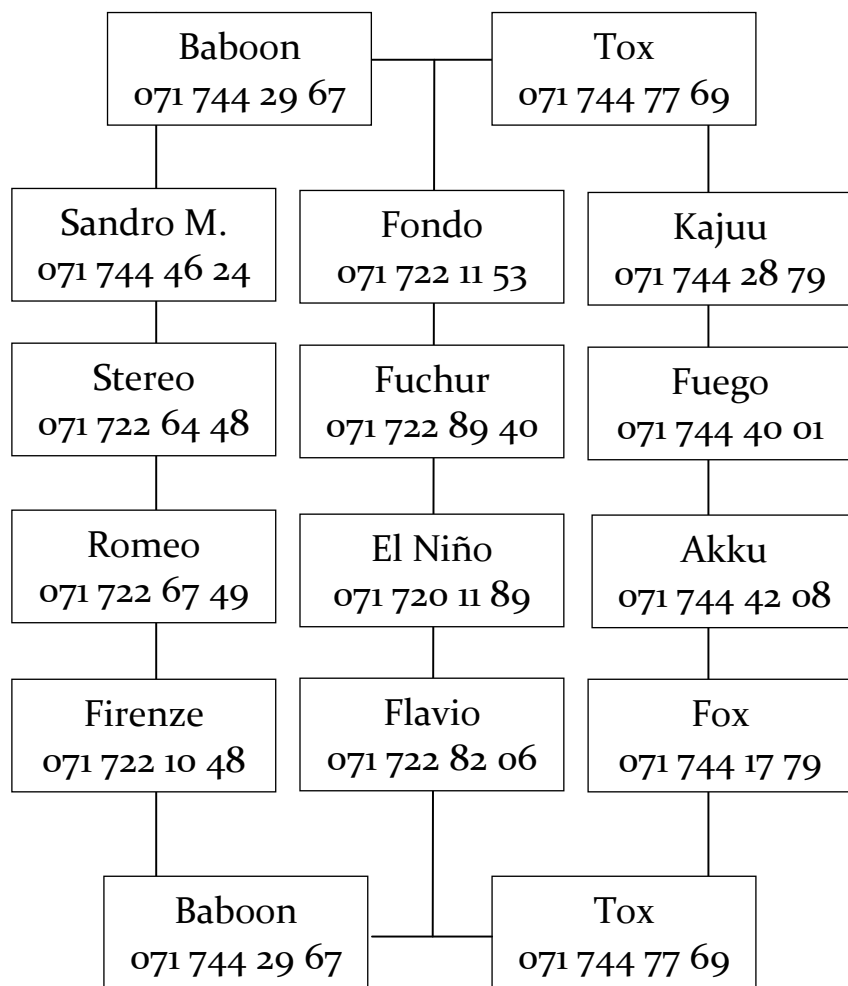 Baboon
071 744 29 67
Tox
071 744 77 69
Sandro M.
071 744 46 24
Fondo
071 722 11 53
Kajuu
071 744 28 79
Stereo
071 722 64 48
Fuchur
071 722 89 40
Fuego
071 744 40 01
Romeo
071 722 67 49
El Niño
071 720 11 89
Akku
071 744 42 08
Firenze
071 722 10 48
Flavio
071 722 82 06
Fox
071 744 17 79
Baboon
071 744 29 67
Tox
071 744 77 69